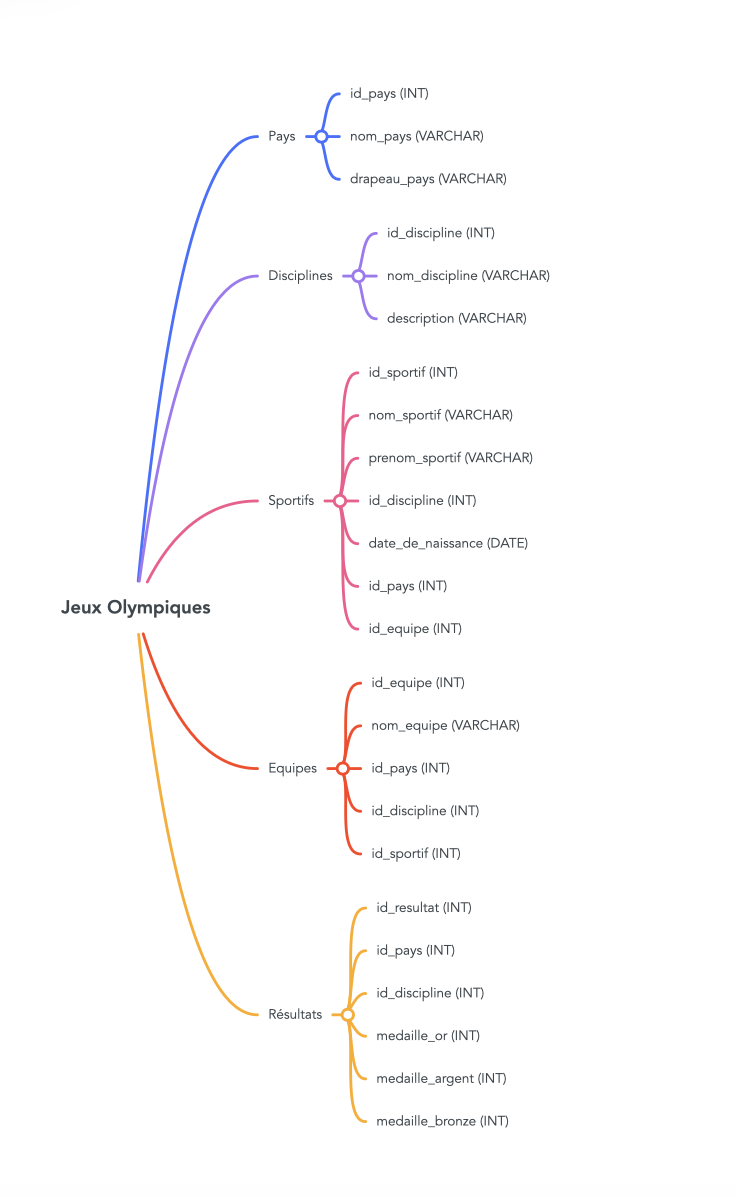 Jeux Olympiques
Pays
id_pays (INT)
nom_pays (VARCHAR)
drapeau_pays (VARCHAR)
Disciplines
id_discipline (INT)
nom_discipline (VARCHAR)
description (VARCHAR)
Sportifs
id_sportif (INT)
nom_sportif (VARCHAR)
prenom_sportif (VARCHAR)
id_discipline (INT)
date_de_naissance (DATE)
id_pays (INT)
id_equipe (INT)
Equipes
id_equipe (INT)
nom_equipe (VARCHAR)
id_pays (INT)
id_discipline (INT)
id_sportif (INT)
Résultats
id_resultat (INT)
id_pays (INT)
id_discipline (INT)
medaille_or (INT)
medaille_argent (INT)
medaille_bronze (INT)